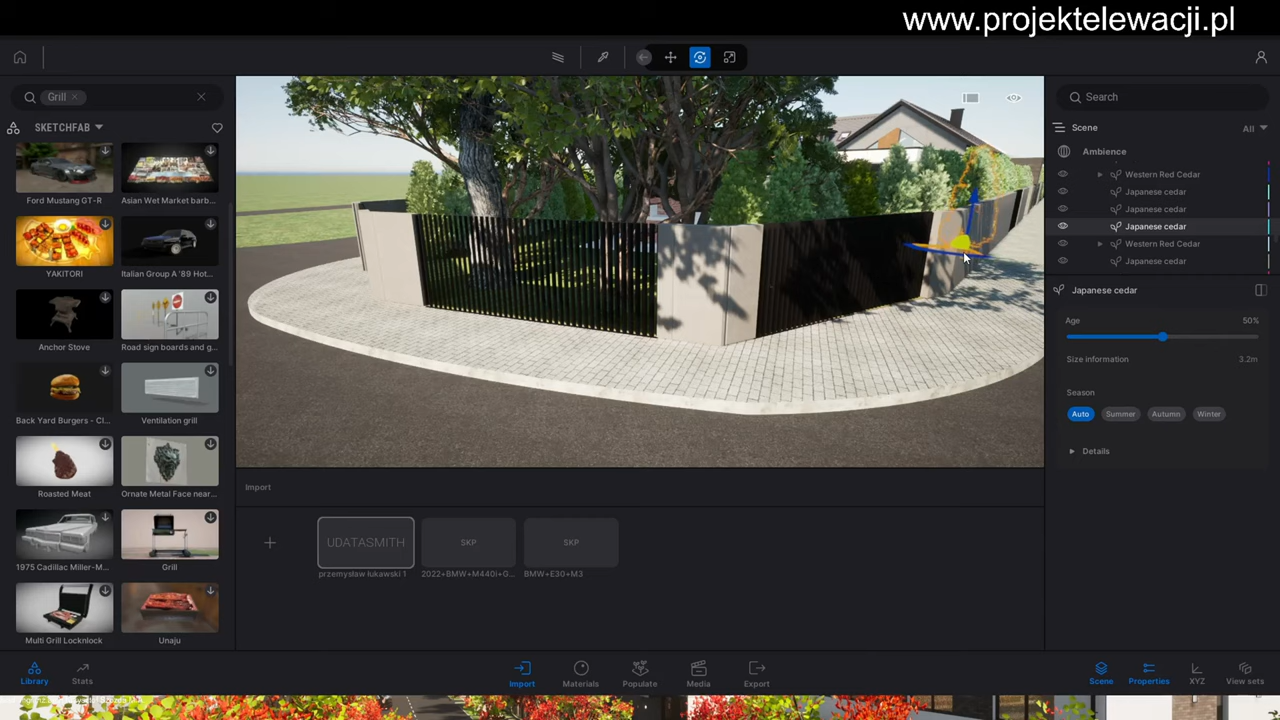 www.projektelewacji.pl
Grill
SKETCHFAB
Ford Mustang GT-R
Asian Wet Market barb...
YAKITORI
Italian Group A '89 Hot...
Anchor Stove
Road sign boards and g...
Back Yard Burgers - Cl...
Ventilation grill
Roasted Meat
Ornate Metal Face near...
1975 Cadillac Miller-M...
Grill
Multi Grill Locknlock
Unaju
Library
Stats
Import
UDATASMITH
SKP
SKP
przemysław łukawski 1
2022+BMW+M440i+G...
BMW+E30+M3
Import
Materials
Populate
Media
Export
Search
Scene
All
Ambience
Western Red Cedar
Japanese cedar
Japanese cedar
Japanese cedar
Western Red Cedar
Japanese cedar
Japanese cedar
Age
50%
Size information
3.2m
Season
Auto
Summer
Autumn
Winter
Details
Scene
Properties
XYZ
View sets